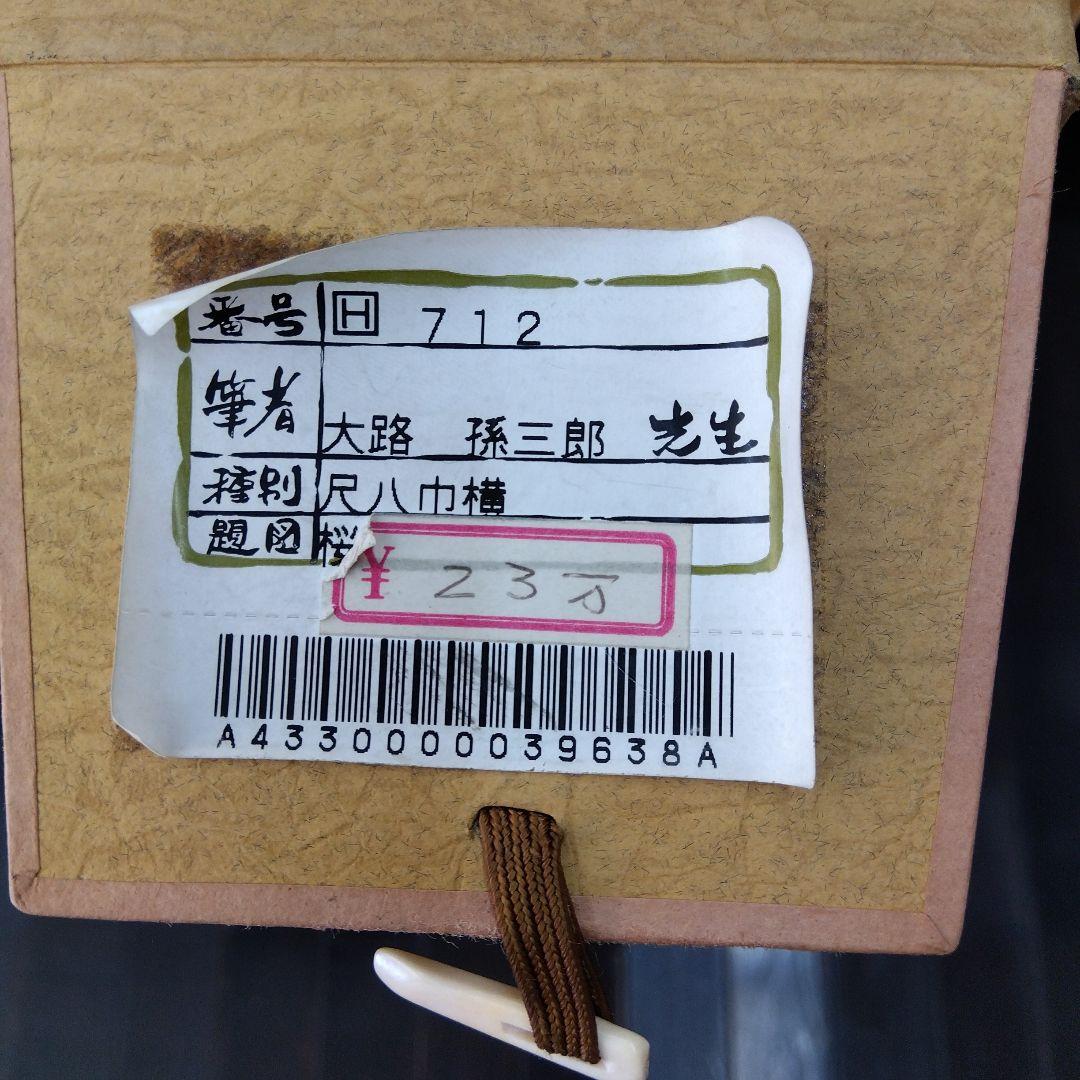 番号 H 712
筆者 大路 孫三郎 先生
種別 尺八巾横
題図 桜
¥ 23万
A43300000039638A